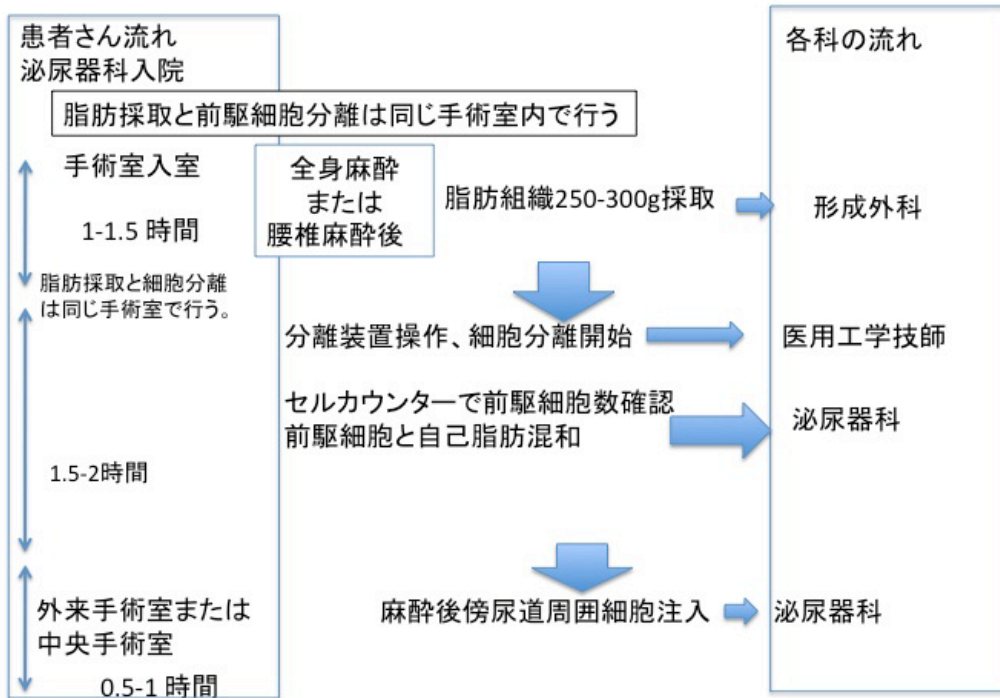 患者さん流れ
泌尿器科入院
各科の流れ
脂肪採取と前駆細胞分離は同じ手術室内で行う
手術室入室
全身麻酔
または
腰椎麻酔後
脂肪組織250-300g採取
形成外科
1-1.5 時間
脂肪採取と細胞分離
は同じ手術室で行う。
分離装置操作、細胞分離開始
医用工学技師
セルカウンターで前駆細胞数確認
前駆細胞と自己脂肪混和
泌尿器科
1.5-2時間
外来手術室または
中央手術室
麻酔後傍尿道周囲細胞注入
泌尿器科
0.5-1 時間